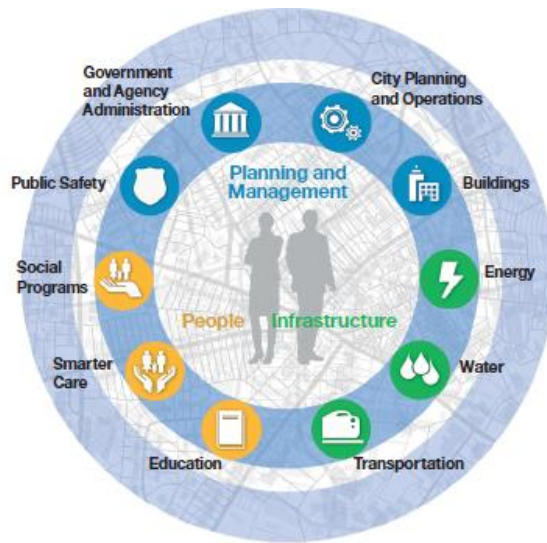 Government
and Agency
Administration
City Planning
and Operations
Public Safety
Planning and
Management
Buildings
Social
Programs
Energy
People
Infrastructure
Smarter
Care
Water
Education
Transportation